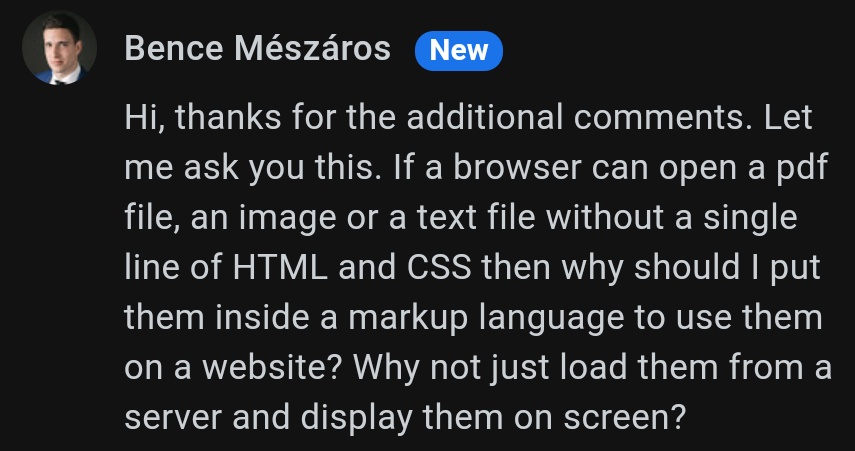 Bence Mészáros New
Hi, thanks for the additional comments. Let
me ask you this. If a browser can open a pdf
file, an image or a text file without a single
line of HTML and CSS then why should I put
them inside a markup language to use them
on a website? Why not just load them from a
server and display them on screen?